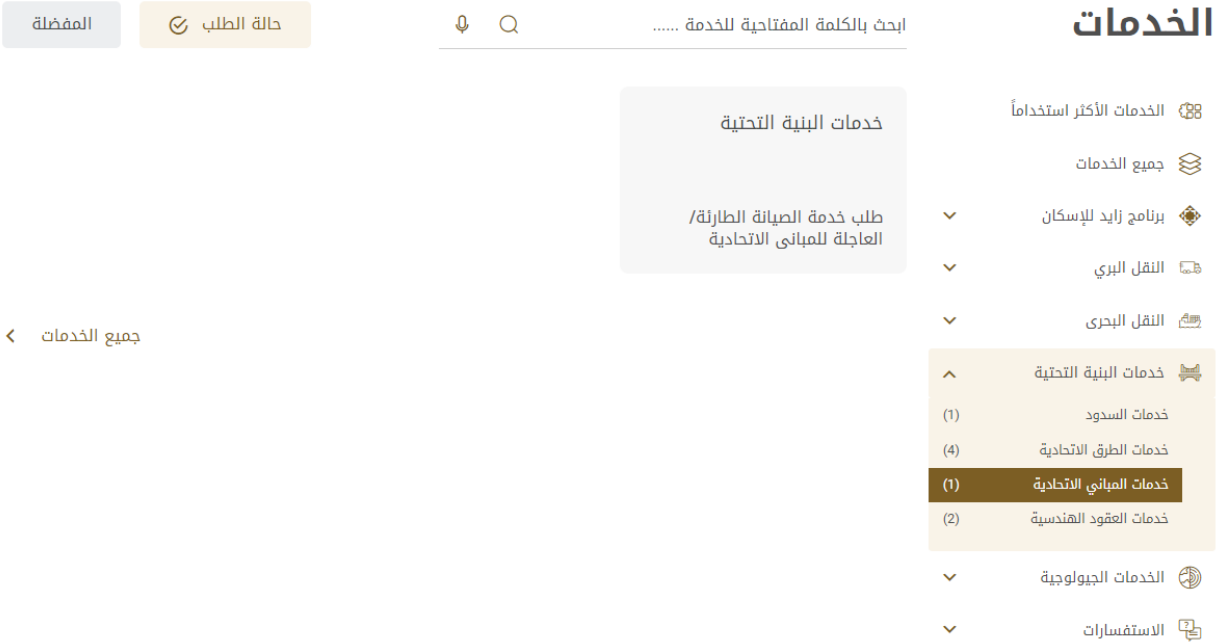 الخدمات
ابحث بالكلمة المفتاحية للخدمة ......
حالة الطلب
المفضلة
الخدمات الأكثر استخداماً
جميع الخدمات
برنامج زايد للإسكان
النقل البري
النقل البحرى
خدمات البنية التحتية
خدمات السدود (1)
خدمات الطرق الاتحادية (4)
خدمات المباني الاتحادية (1)
خدمات العقود الهندسية (2)
الخدمات الجيولوجية
الاستفسارات
خدمات البنية التحتية
طلب خدمة الصيانة الطارئة/
العاجلة للمبانى الاتحادية
جميع الخدمات